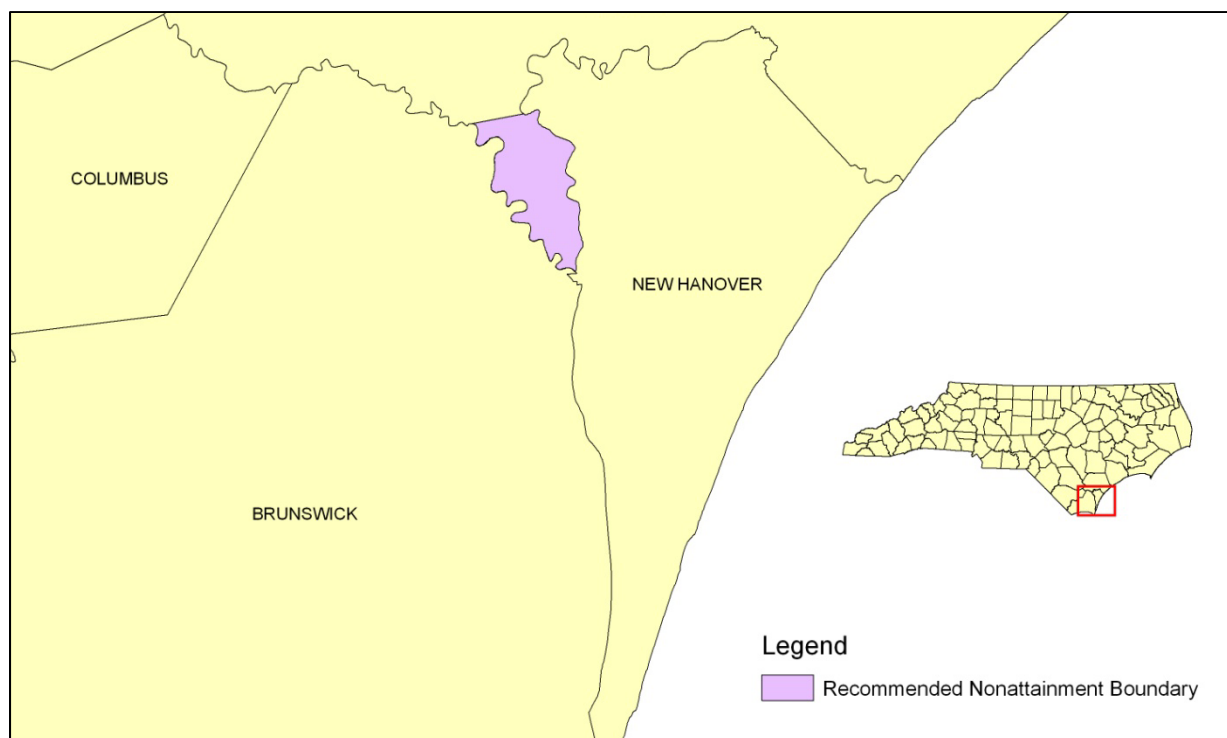 COLUMBUS
NEW HANOVER
BRUNSWICK
Legend
Recommended Nonattainment Boundary